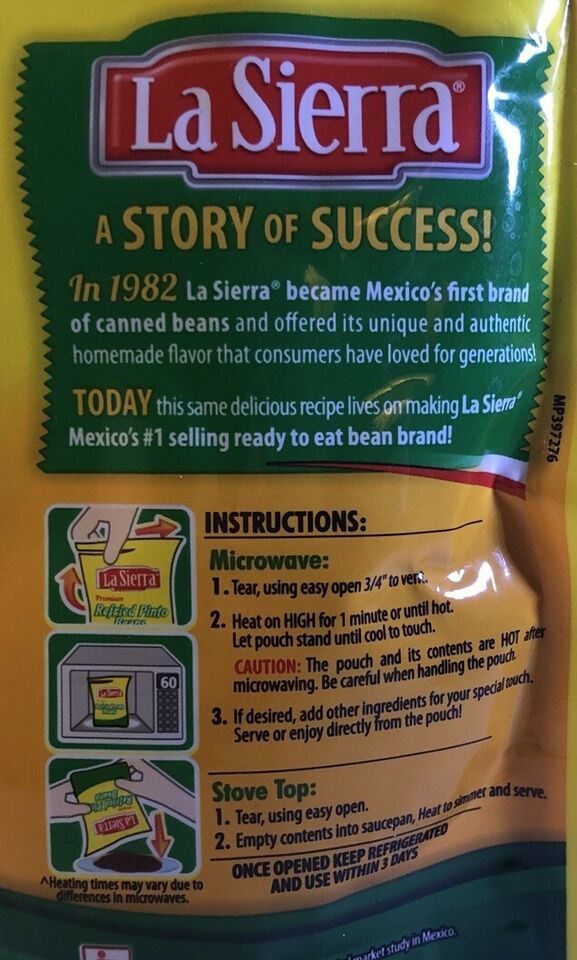 La Sierra®
A STORY OF SUCCESS!
In 1982 La Sierra® became Mexico's first brand
of canned beans and offered its unique and authentic
homemade flavor that consumers have loved for generations!
TODAY this same delicious recipe lives on making La Sierra®
Mexico's #1 selling ready to eat bean brand!
MP397276
INSTRUCTIONS:
La Sierra
Premium
Refried Pinto
Beans
Microwave:
1. Tear, using easy open 3/4" to vent.
2. Heat on HIGH for 1 minute or until hot.
Let pouch stand until cool to touch.
CAUTION: The pouch and its contents are HOT after
microwaving. Be careful when handling the pouch.
60
La Sierra
3. If desired, add other ingredients for your special touch.
Serve or enjoy directly from the pouch!
Stove Top:
1. Tear, using easy open.
2. Empty contents into saucepan, Heat to simmer and serve.
La Sierra
ONCE OPENED KEEP REFRIGERATED
AND USE WITHIN 3 DAYS
^Heating times may vary due to
differences in microwaves.
market study in Mexico.